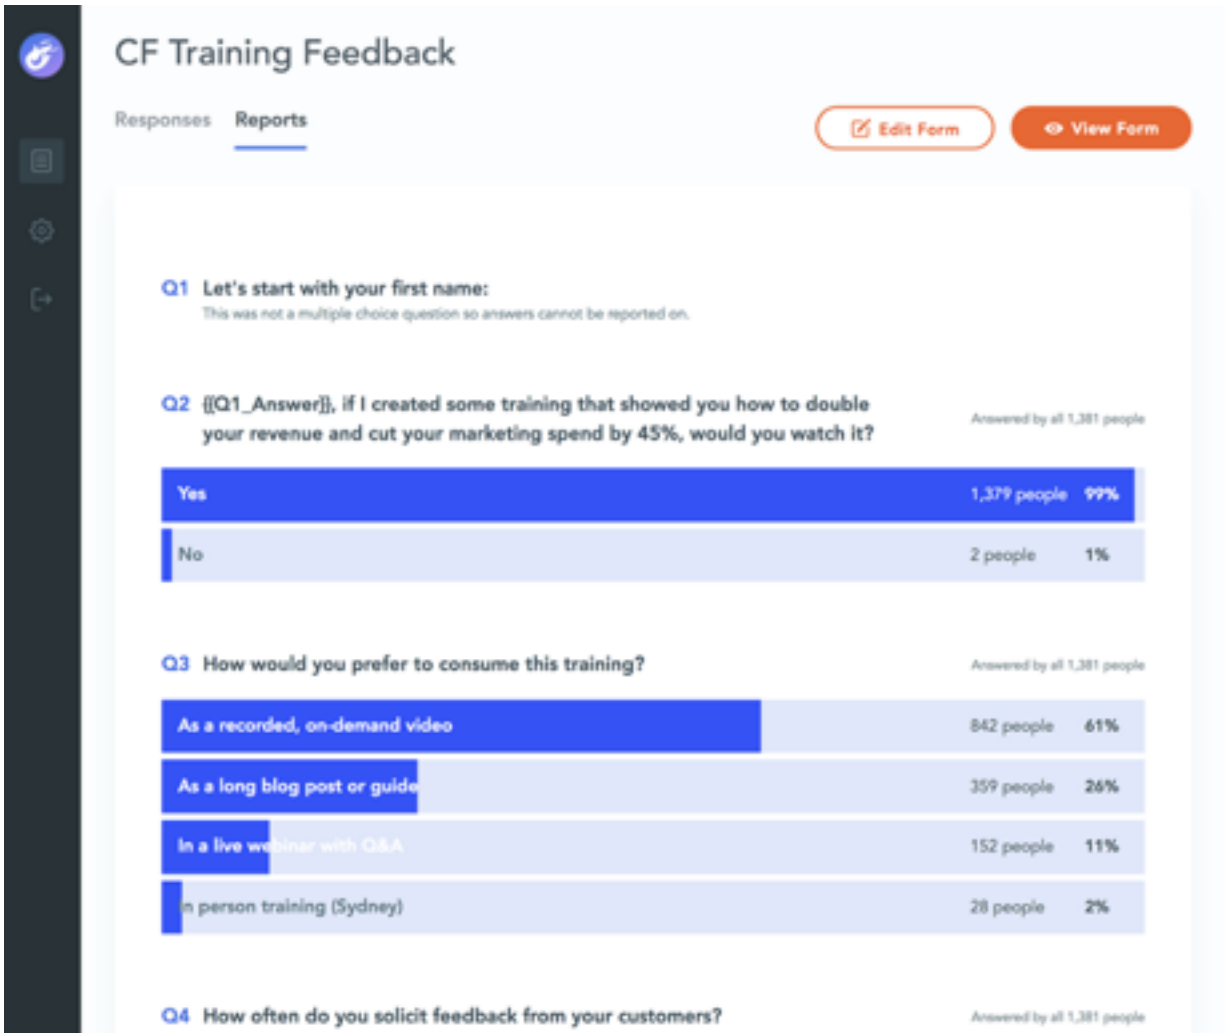 CF Training Feedback
Responses Reports
Edit Form
View Form
Q1 Let's start with your first name:
This was not a multiple choice question so answers cannot be reported on.
Q2 {{Q1_Answer}}, if I created some training that showed you how to double
your revenue and cut your marketing spend by 45%, would you watch it?
Answered by all 1,381 people
Yes 1,379 people 99%
No 2 people 1%
Q3 How would you prefer to consume this training?
Answered by all 1,381 people
As a recorded, on-demand video 842 people 61%
As a long blog post or guide 359 people 26%
In a live webinar with Q&A 152 people 11%
In person training (Sydney) 28 people 2%
Q4 How often do you solicit feedback from your customers?
Answered by all 1,381 people